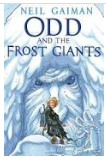 NEIL GAIMAN
ODD
AND THE
FROST GIANTS